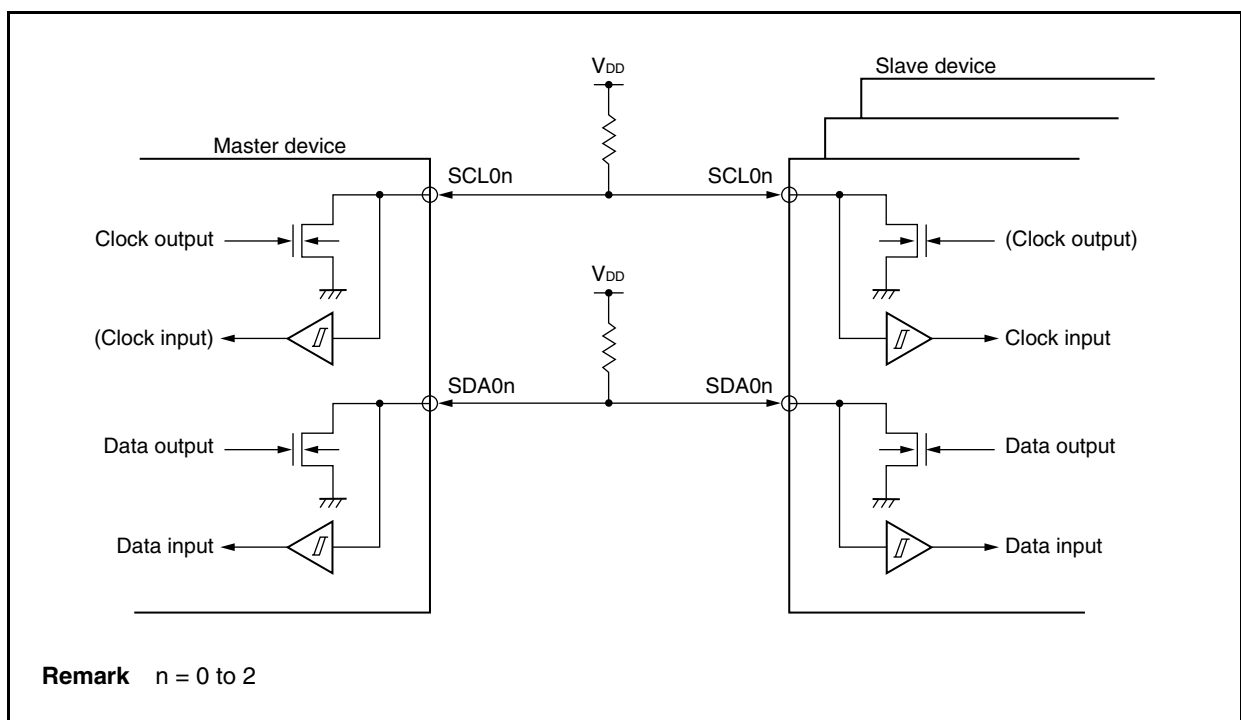 VDD
Slave device
Master device
SCL0n
SCL0n
Clock output
(Clock output)
VDD
(Clock input)
Clock input
SDA0n
SDA0n
Data output
Data output
Data input
Data input
Remark n = 0 to 2